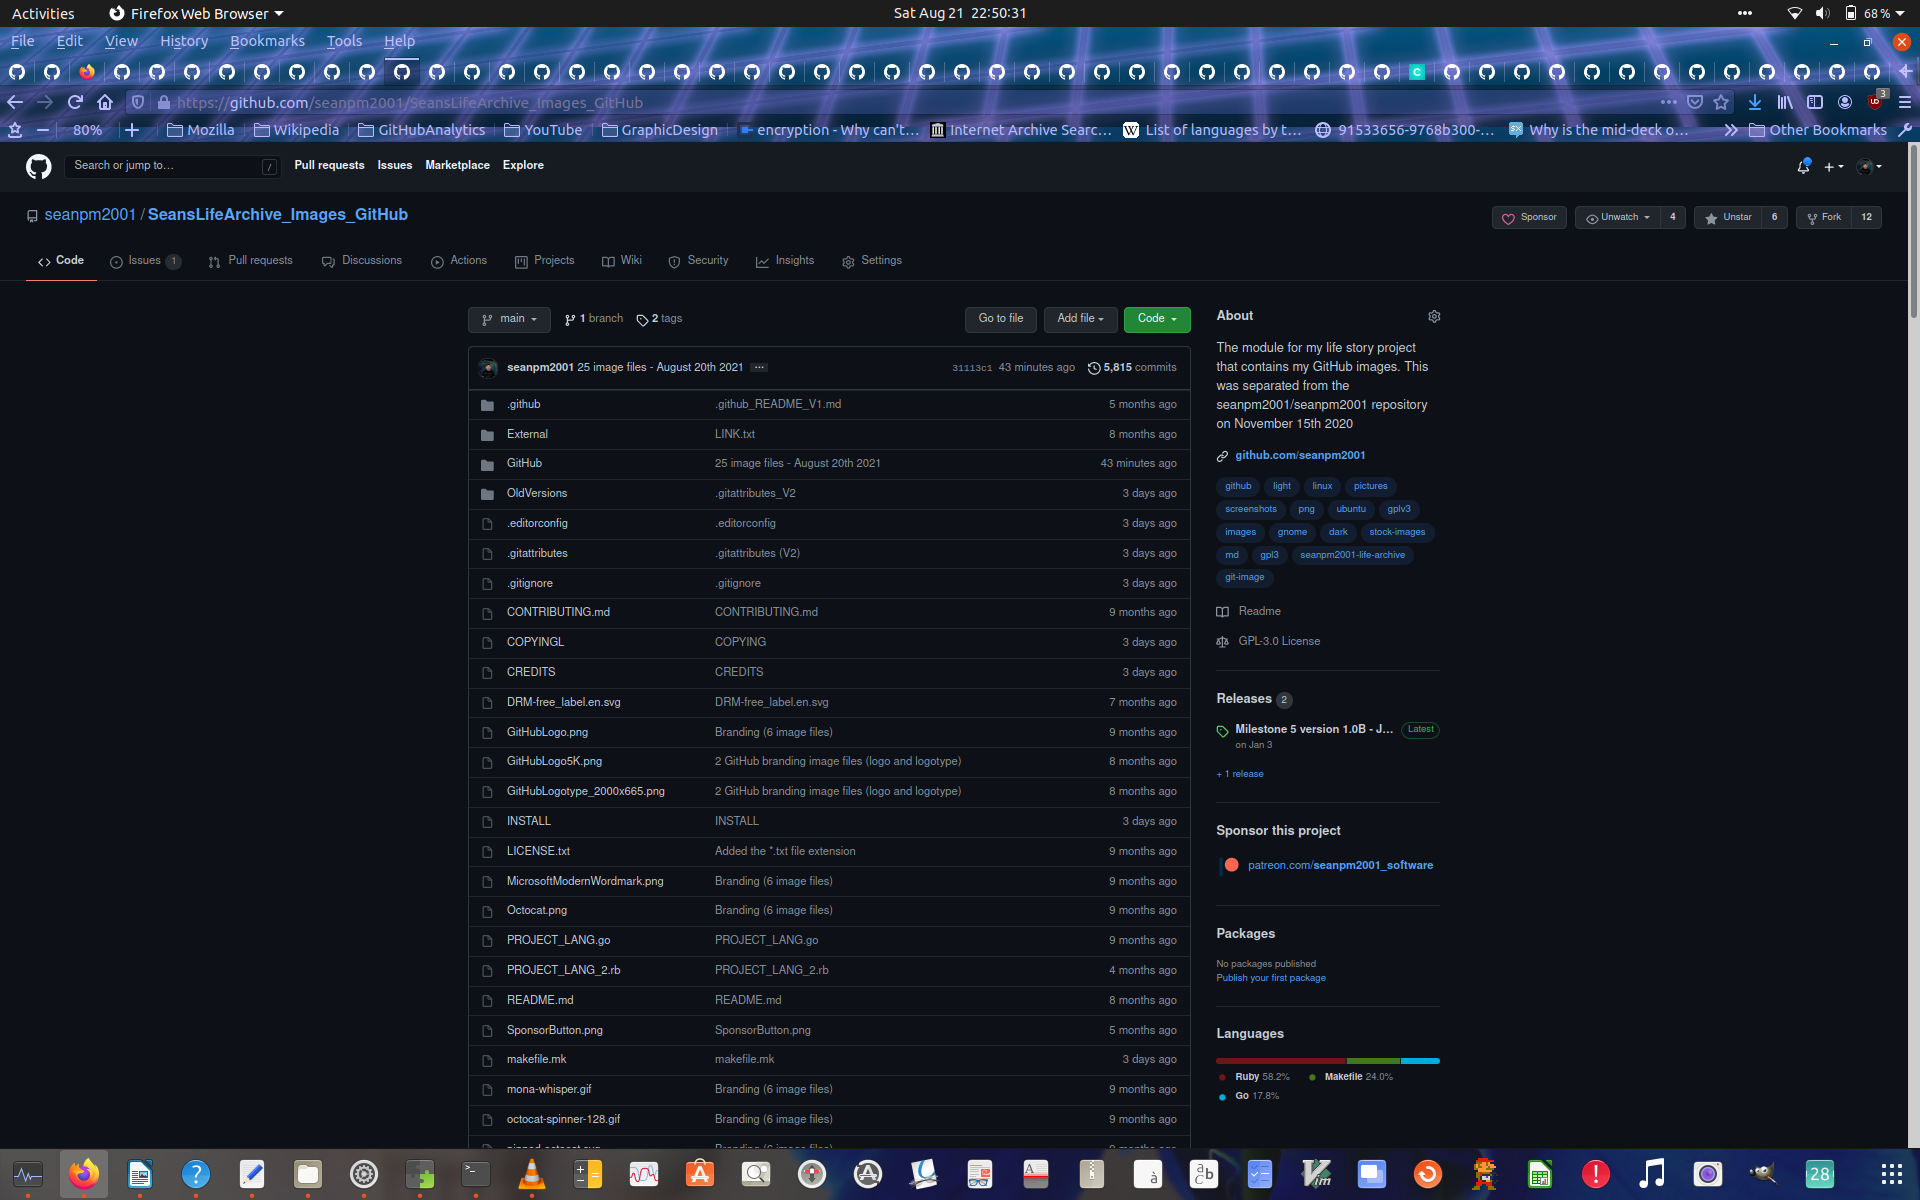 Activities Firefox Web Browser Sat Aug 21 22:50:31 68 %
File Edit View History Bookmarks Tools Help
https://github.com/seanpm2001/SeansLifeArchive_Images_GitHub 3
80% Mozilla Wikipedia GitHubAnalytics YouTube GraphicDesign encryption - Why can't… Internet Archive Searc… List of languages by t… 91533656-9768b300-… Why is the mid-deck o… Other Bookmarks
Search or jump to… / Pull requests Issues Marketplace Explore
seanpm2001 / SeansLifeArchive_Images_GitHub Sponsor Unwatch 4 Unstar 6 Fork 12
Code Issues 1 Pull requests Discussions Actions Projects Wiki Security Insights Settings
main 1 branch 2 tags Go to file Add file Code
seanpm2001 25 image files - August 20th 2021 … 31113c1 43 minutes ago 5,815 commits
.github .github_README_V1.md 5 months ago
External LINK.txt 8 months ago
GitHub 25 image files - August 20th 2021 43 minutes ago
OldVersions .gitattributes_V2 3 days ago
.editorconfig .editorconfig 3 days ago
.gitattributes .gitattributes (V2) 3 days ago
.gitignore .gitignore 3 days ago
CONTRIBUTING.md CONTRIBUTING.md 9 months ago
COPYINGL COPYING 3 days ago
CREDITS CREDITS 3 days ago
DRM-free_label.en.svg DRM-free_label.en.svg 7 months ago
GitHubLogo.png Branding (6 image files) 9 months ago
GitHubLogo5K.png 2 GitHub branding image files (logo and logotype) 8 months ago
GitHubLogotype_2000x665.png 2 GitHub branding image files (logo and logotype) 8 months ago
INSTALL INSTALL 3 days ago
LICENSE.txt Added the *.txt file extension 9 months ago
MicrosoftModernWordmark.png Branding (6 image files) 9 months ago
Octocat.png Branding (6 image files) 9 months ago
PROJECT_LANG.go PROJECT_LANG.go 9 months ago
PROJECT_LANG_2.rb PROJECT_LANG_2.rb 4 months ago
README.md README.md 8 months ago
SponsorButton.png SponsorButton.png 5 months ago
makefile.mk makefile.mk 3 days ago
mona-whisper.gif Branding (6 image files) 9 months ago
octocat-spinner-128.gif Branding (6 image files) 9 months ago
About
The module for my life story project
that contains my GitHub images. This
was separated from the
seanpm2001/seanpm2001 repository
on November 15th 2020
github.com/seanpm2001
github light linux pictures
screenshots png ubuntu gplv3
images gnome dark stock-images
md gpl3 seanpm2001-life-archive
git-image
Readme
GPL-3.0 License
Releases 2
Milestone 5 version 1.0B - J… Latest
on Jan 3
+ 1 release
Sponsor this project
patreon.com/seanpm2001_software
Packages
No packages published
Publish your first package
Languages
Ruby 58.2% Makefile 24.0%
Go 17.8%
28